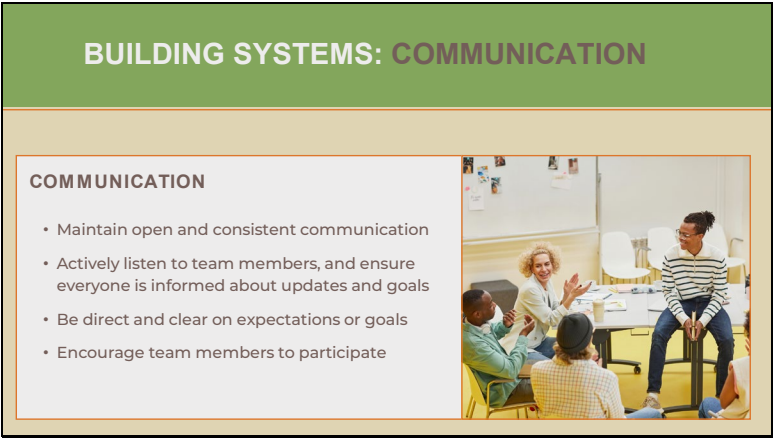 BUILDING SYSTEMS: COMMUNICATION
COMMUNICATION
• Maintain open and consistent communication
• Actively listen to team members, and ensure
everyone is informed about updates and goals
• Be direct and clear on expectations or goals
• Encourage team members to participate